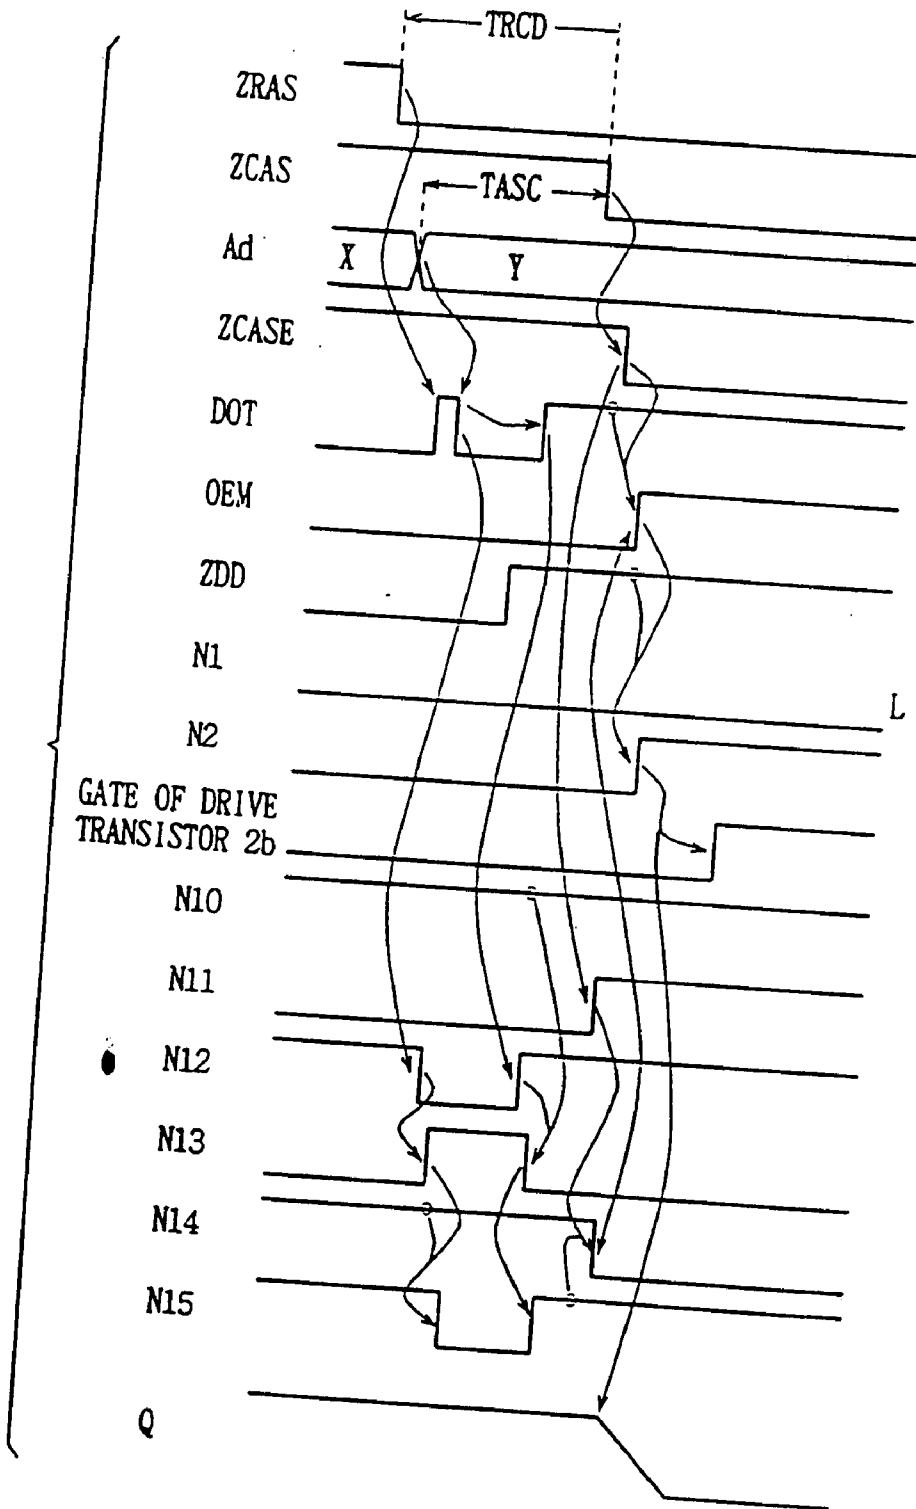 TRCD
ZRAS
ZCAS
TASC
Ad
X
Y
ZCASE
DOT
OEM
ZDD
N1
L
N2
GATE OF DRIVE
TRANSISTOR 2b
N10
N11
N12
N13
N14
N15
Q